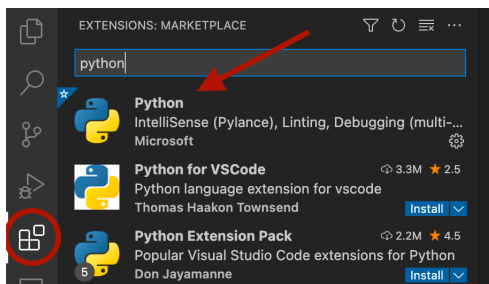 EXTENSIONS: MARKETPLACE
python
Python
IntelliSense (Pylance), Linting, Debugging (multi-...
Microsoft
Python for VSCode 3.3M 2.5
Python language extension for vscode
Thomas Haakon Townsend Install
Python Extension Pack 2.2M 4.5
Popular Visual Studio Code extensions for Python
5 Don Jayamanne Install